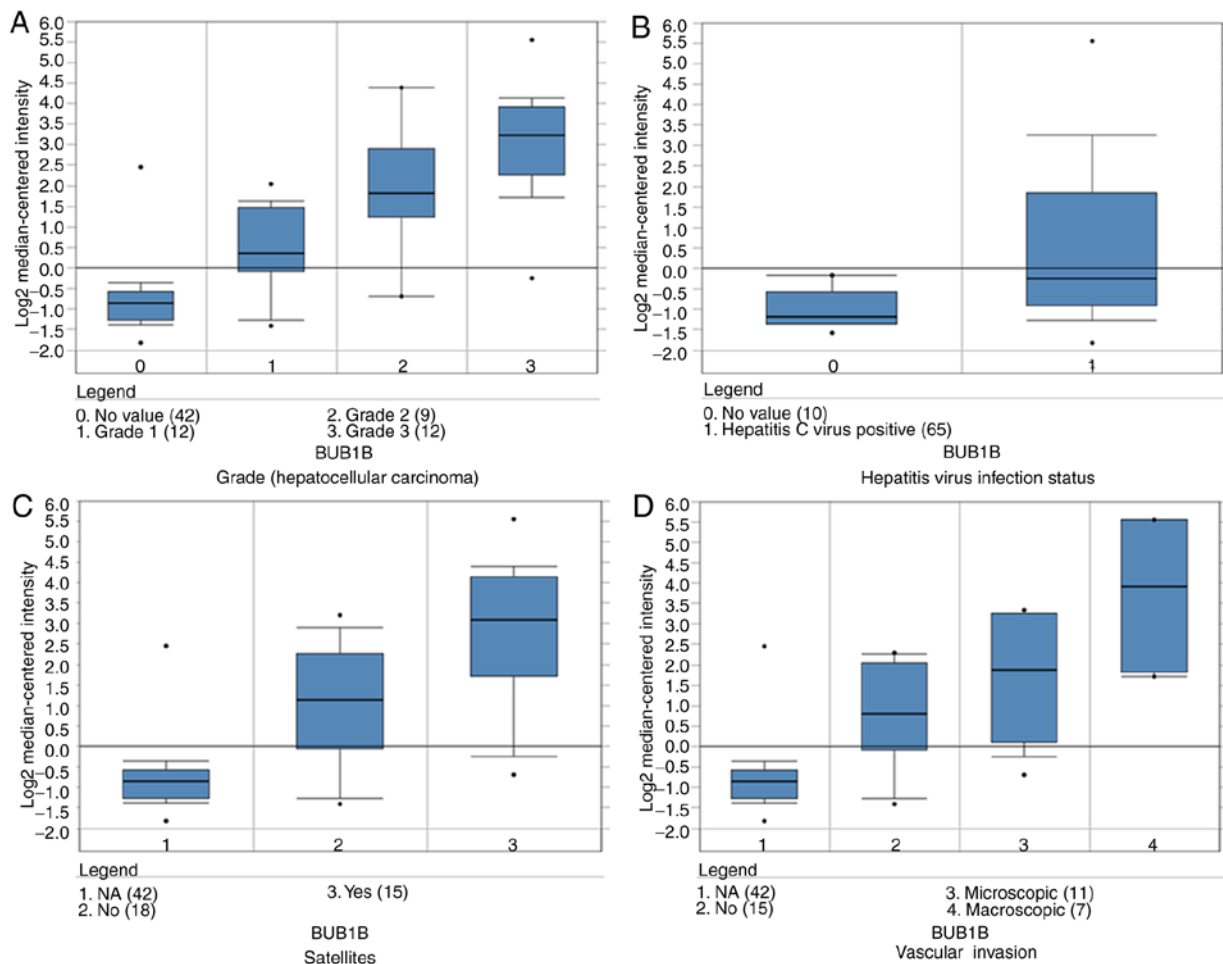 A
Log2 median-centered intensity
6.0
5.5
5.0
4.5
4.0
3.5
3.0
2.5
2.0
1.5
1.0
0.5
0.0
−0.5
−1.0
−1.5
−2.0
0 1 2 3
Legend
0. No value (42) 2. Grade 2 (9)
1. Grade 1 (12) 3. Grade 3 (12)
BUB1B
Grade (hepatocellular carcinoma)
B
Log2 median-centered intensity
6.0
5.5
5.0
4.5
4.0
3.5
3.0
2.5
2.0
1.5
1.0
0.5
0.0
−0.5
−1.0
−1.5
−2.0
0 1
Legend
0. No value (10)
1. Hepatitis C virus positive (65)
BUB1B
Hepatitis virus infection status
C
Log2 median-centered intensity
6.0
5.5
5.0
4.5
4.0
3.5
3.0
2.5
2.0
1.5
1.0
0.5
0.0
−0.5
−1.0
−1.5
−2.0
1 2 3
Legend
1. NA (42) 3. Yes (15)
2. No (18)
BUB1B
Satellites
D
Log2 median-centered intensity
6.0
5.5
5.0
4.5
4.0
3.5
3.0
2.5
2.0
1.5
1.0
0.5
0.0
−0.5
−1.0
−1.5
−2.0
1 2 3 4
Legend
1. NA (42) 3. Microscopic (11)
2. No (15) 4. Macroscopic (7)
BUB1B
Vascular invasion